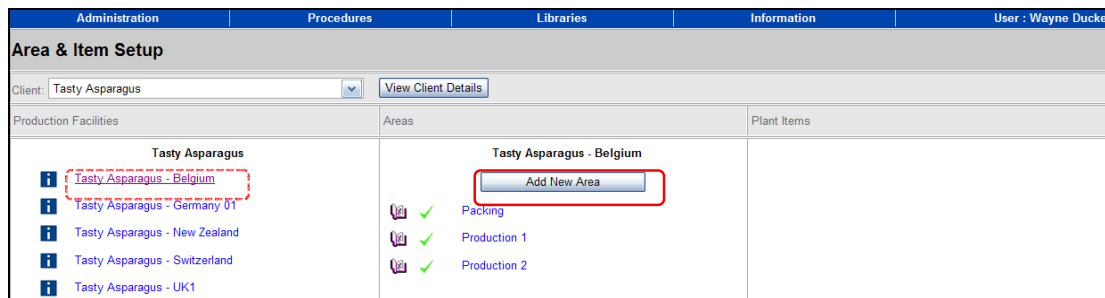 Administration Procedures Libraries Information User : Wayne Ducke
Area & Item Setup
Client: Tasty Asparagus View Client Details
Production Facilities Areas Plant Items
Tasty Asparagus Tasty Asparagus - Belgium
Tasty Asparagus - Belgium Add New Area
Tasty Asparagus - Germany 01 Packing
Tasty Asparagus - New Zealand Production 1
Tasty Asparagus - Switzerland Production 2
Tasty Asparagus - UK1